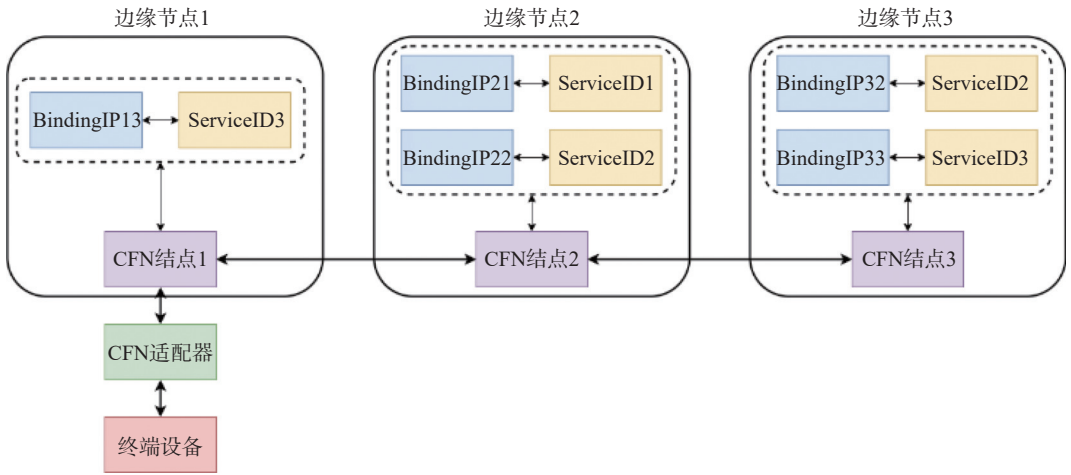 边缘节点1
边缘节点2
边缘节点3
BindingIP13
ServiceID3
BindingIP21
ServiceID1
BindingIP22
ServiceID2
BindingIP32
ServiceID2
BindingIP33
ServiceID3
CFN结点1
CFN结点2
CFN结点3
CFN适配器
终端设备